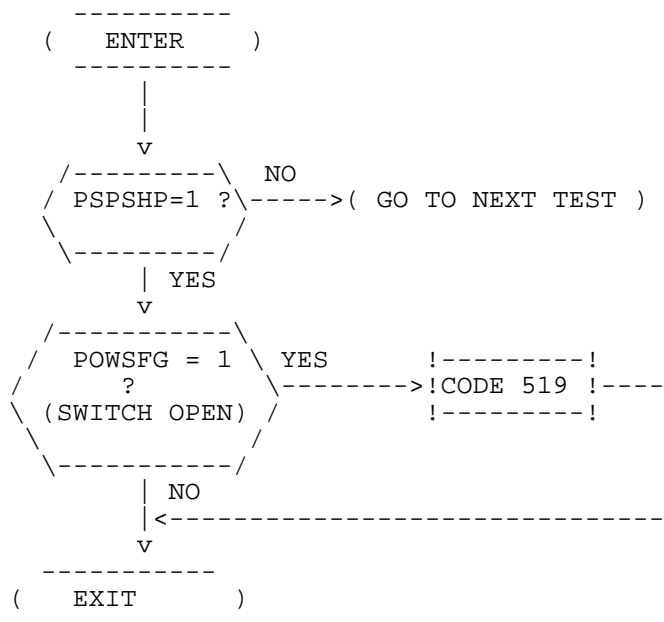 ENTER
NO
PSPSHP=1 ? ( GO TO NEXT TEST )
YES
POWSFG = 1 YES
? CODE 519
(SWITCH OPEN)
NO
EXIT